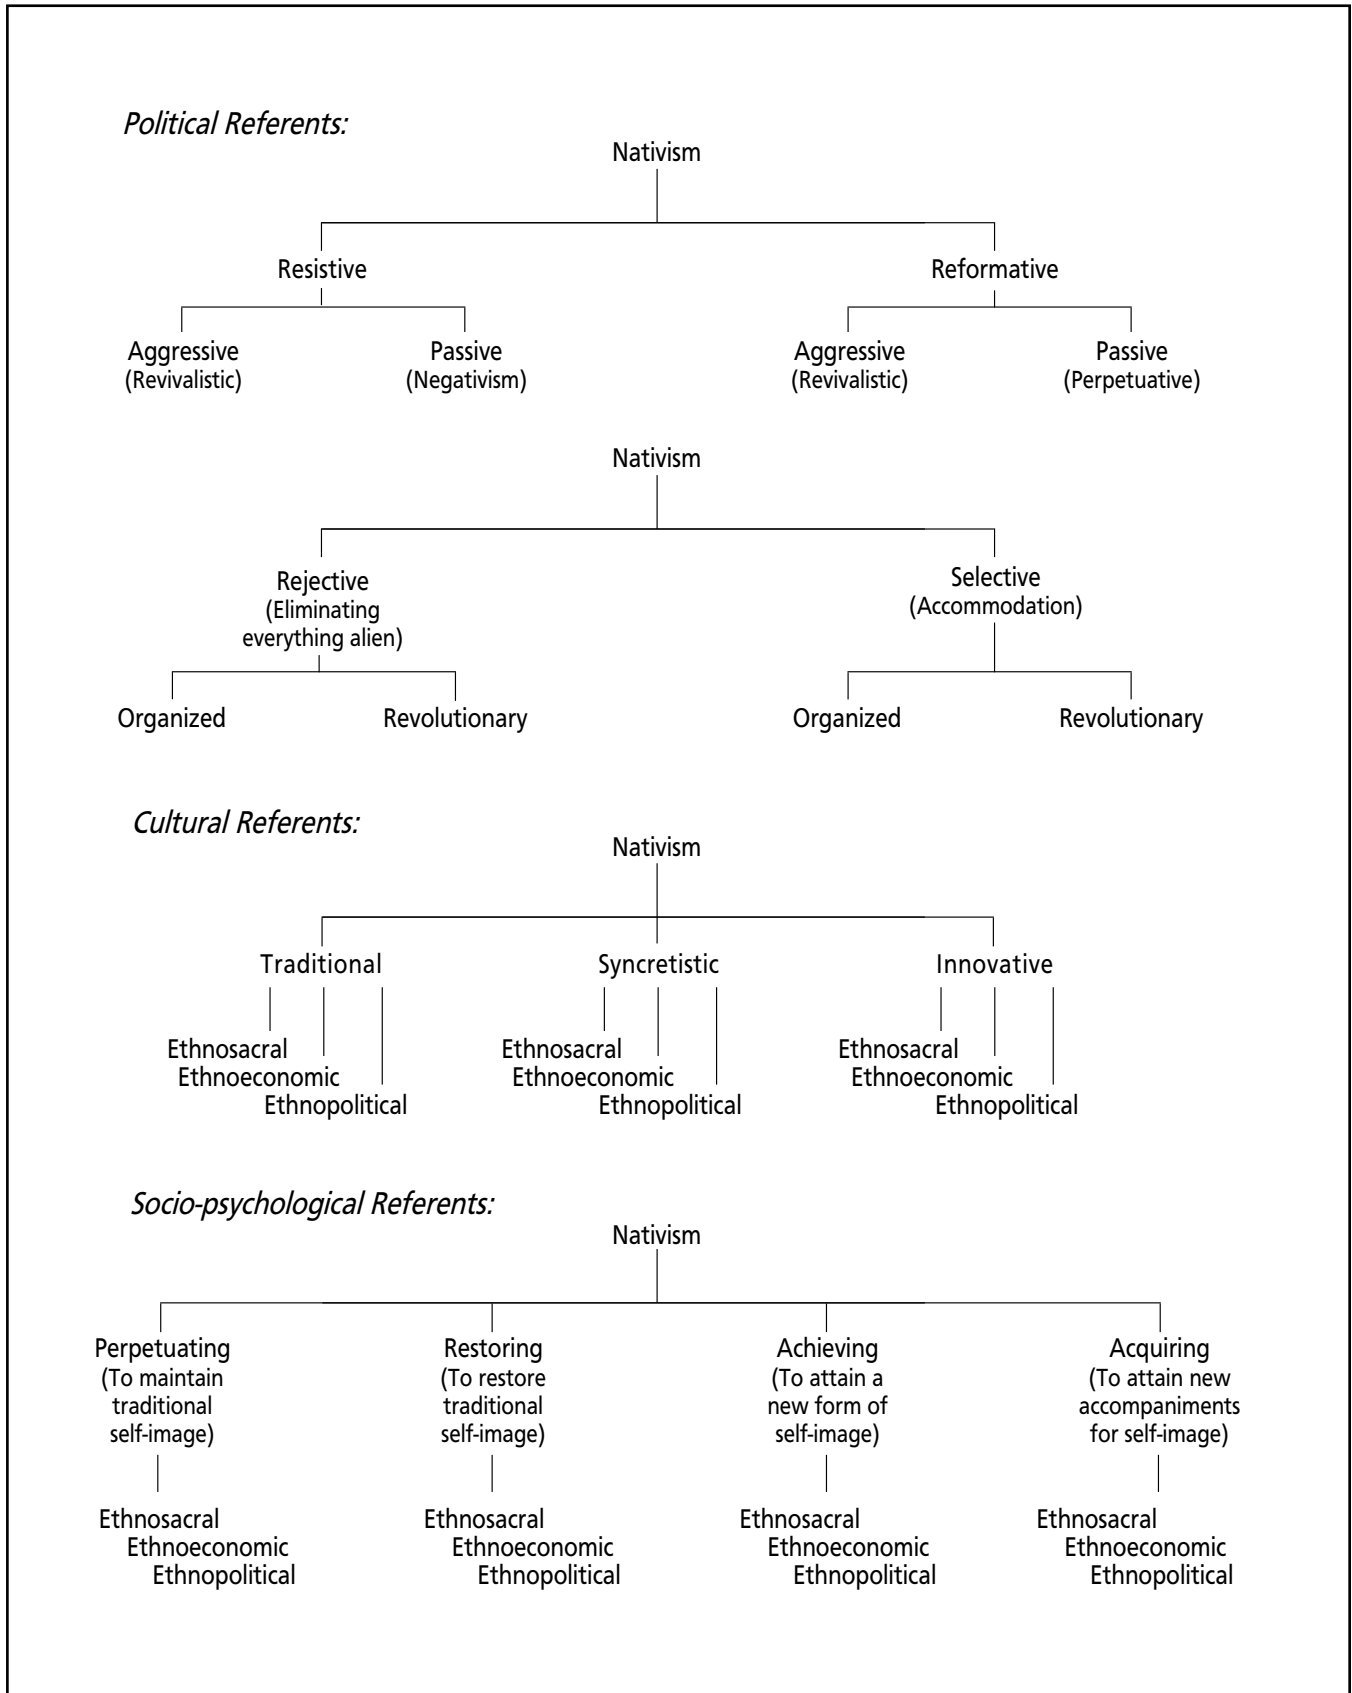 Political Referents:
Nativism
Resistive Reformative
Aggressive Passive Aggressive Passive
(Revivalistic) (Negativism) (Revivalistic) (Perpetuative)
Nativism
Rejective Selective
(Eliminating (Accommodation)
everything alien)
Organized Revolutionary Organized Revolutionary
Cultural Referents:
Nativism
Traditional Syncretistic Innovative
Ethnosacral Ethnosacral Ethnosacral
Ethnoeconomic Ethnoeconomic Ethnoeconomic
Ethnopolitical Ethnopolitical Ethnopolitical
Socio-psychological Referents:
Nativism
Perpetuating Restoring Achieving Acquiring
(To maintain (To restore (To attain a (To attain new
traditional traditional new form of accompaniments
self-image) self-image) self-image) for self-image)
Ethnosacral Ethnosacral Ethnosacral Ethnosacral
Ethnoeconomic Ethnoeconomic Ethnoeconomic Ethnoeconomic
Ethnopolitical Ethnopolitical Ethnopolitical Ethnopolitical